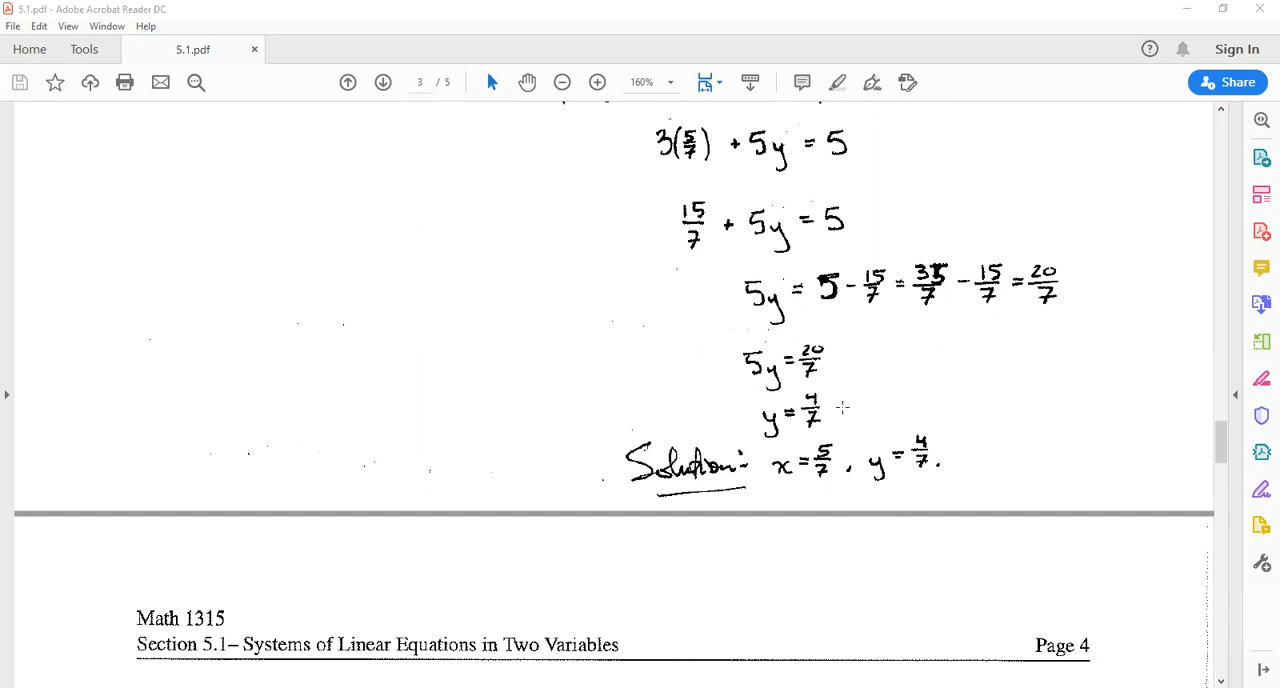 5.1.pdf - Adobe Acrobat Reader DC
File Edit View Window Help
Home Tools 5.1.pdf × ? Sign In
3 / 5 160% Share
3(5/7) + 5y = 5
15/7 + 5y = 5
5y = 5 - 15/7 = 35/7 - 15/7 = 20/7
5y = 20/7
y = 4/7
Solution: x = 5/7 , y = 4/7 .
Math 1315
Section 5.1– Systems of Linear Equations in Two Variables Page 4